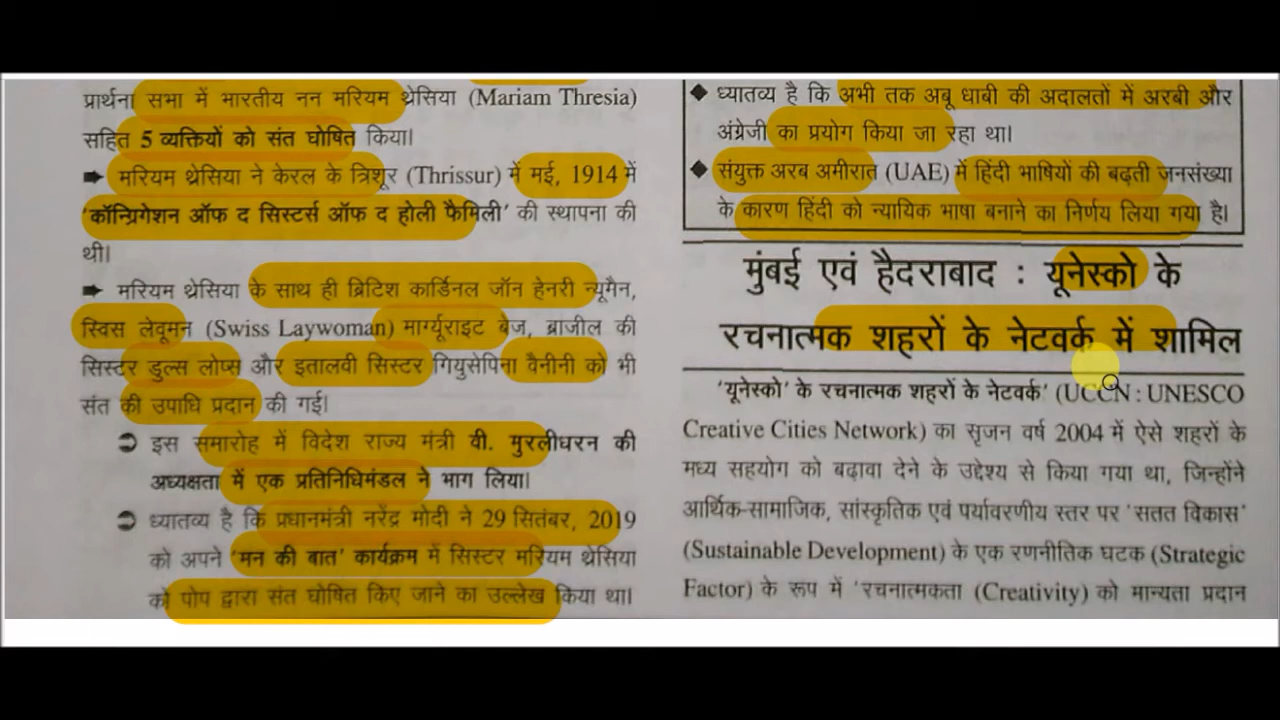 प्रार्थना सभा में भारतीय नन मरियम थ्रेसिया (Mariam Thresia)
सहित 5 व्यक्तियों को संत घोषित किया।
➡ मरियम थ्रेसिया ने केरल के त्रिशूर (Thrissur) में मई, 1914 में
'कॉन्ग्रिगेशन ऑफ द सिस्टर्स ऑफ द होली फैमिली' की स्थापना की
थी।
➡ मरियम थ्रेसिया के साथ ही ब्रिटिश कार्डिनल जॉन हेनरी न्यूमैन,
स्विस लेवूमन (Swiss Laywoman) मार्ग्यूराइट बेज, ब्राजील की
सिस्टर डुल्स लोप्स और इतालवी सिस्टर गियुसेपिना वैनीनी को भी
संत की उपाधि प्रदान की गई।
➲ इस समारोह में विदेश राज्य मंत्री वी. मुरलीधरन की
अध्यक्षता में एक प्रतिनिधिमंडल ने भाग लिया।
➲ ध्यातव्य है कि प्रधानमंत्री नरेंद्र मोदी ने 29 सितंबर, 2019
को अपने 'मन की बात' कार्यक्रम में सिस्टर मरियम थ्रेसिया
को पोप द्वारा संत घोषित किए जाने का उल्लेख किया था।
◆ ध्यातव्य है कि अभी तक अबू धाबी की अदालतों में अरबी और
अंग्रेजी का प्रयोग किया जा रहा था।
◆ संयुक्त अरब अमीरात (UAE) में हिंदी भाषियों की बढ़ती जनसंख्या
के कारण हिंदी को न्यायिक भाषा बनाने का निर्णय लिया गया है।
मुंबई एवं हैदराबाद : यूनेस्को के
रचनात्मक शहरों के नेटवर्क में शामिल
'यूनेस्को' के रचनात्मक शहरों के नेटवर्क' (UCCN : UNESCO
Creative Cities Network) का सृजन वर्ष 2004 में ऐसे शहरों के
मध्य सहयोग को बढ़ावा देने के उद्देश्य से किया गया था, जिन्होंने
आर्थिक-सामाजिक, सांस्कृतिक एवं पर्यावरणीय स्तर पर 'सतत विकास'
(Sustainable Development) के एक रणनीतिक घटक (Strategic
Factor) के रूप में 'रचनात्मकता (Creativity) को मान्यता प्रदान